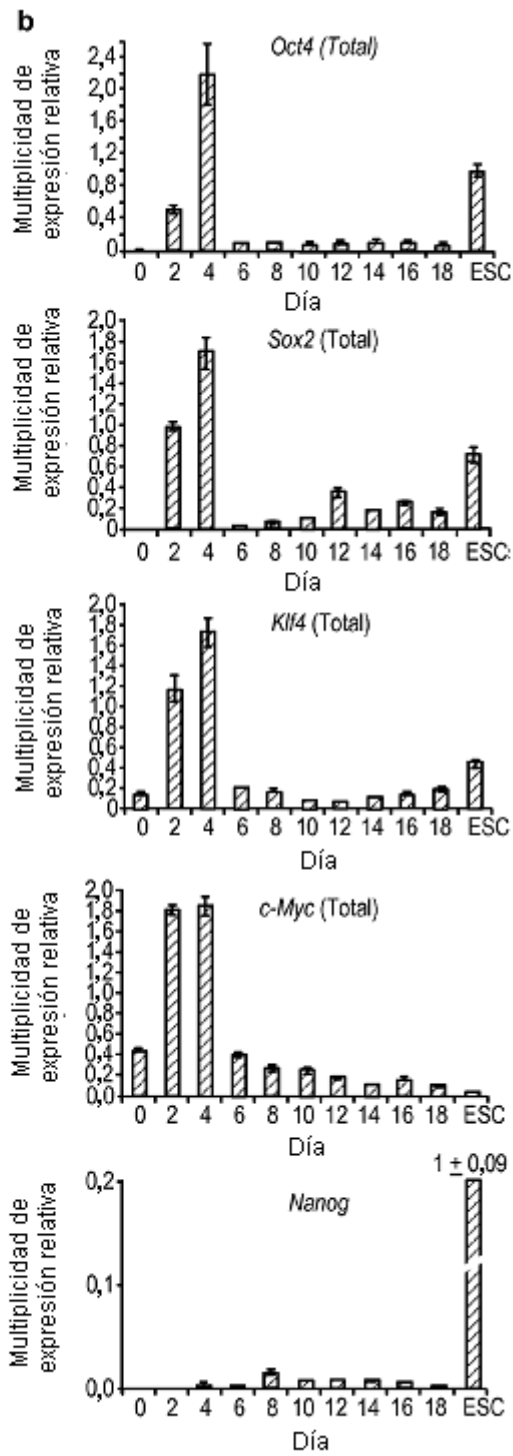 b
Oct4 (Total)
Multiplicidad de
expresión relativa
2,4
2,0
1,6
1,2
0,8
0,4
0
0 2 4 6 8 10 12 14 16 18 ESC
Día
Sox2 (Total)
Multiplicidad de
expresión relativa
2,0
1,8
1,6
1,4
1,2
1,0
0,8
0,6
0,4
0,2
0
0 2 4 6 8 10 12 14 16 18 ESC
Día
Klf4 (Total)
Multiplicidad de
expresión relativa
2,0
1,8
1,6
1,4
1,2
1,0
0,8
0,6
0,4
0,2
0
0 2 4 6 8 10 12 14 16 18 ESC
Día
c-Myc (Total)
Multiplicidad de
expresión relativa
2,0
1,8
1,6
1,4
1,2
1,0
0,8
0,6
0,4
0,2
0,0
0 2 4 6 8 10 12 14 16 18 ESC
Día
1 ± 0,09
Nanog
Multiplicidad de
expresión relativa
0,2
0,1
0,0
0 2 4 6 8 10 12 14 16 18 ESC
Día